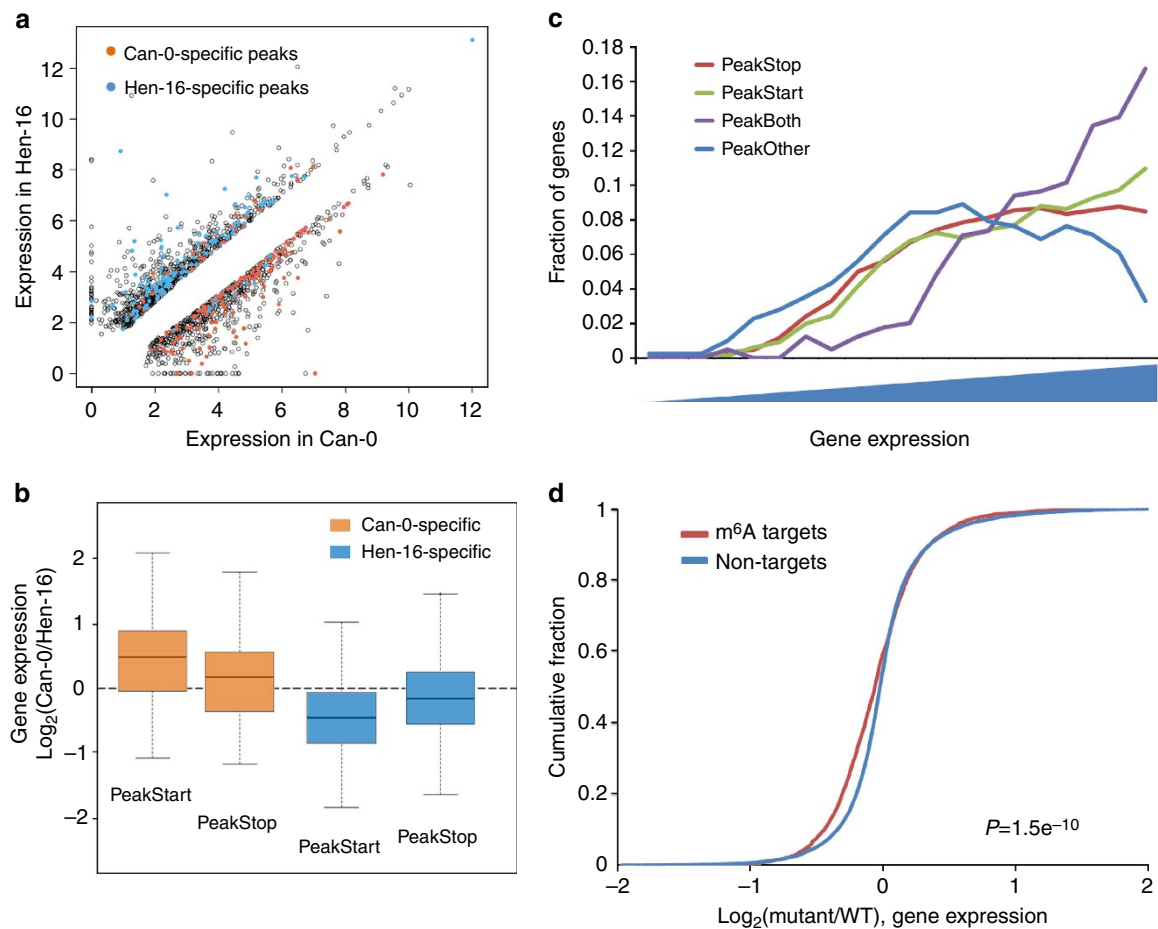 a
Can-0-specific peaks
Hen-16-specific peaks
Expression in Hen-16
12
10
8
6
4
2
0
0 2 4 6 8 10 12
Expression in Can-0
b
Can-0-specific
Hen-16-specific
Gene expression
Log₂(Can-0/Hen-16)
2
1
0
–1
–2
PeakStart
PeakStop
PeakStart
PeakStop
c
PeakStop
PeakStart
PeakBoth
PeakOther
Fraction of genes
0.18
0.16
0.14
0.12
0.1
0.08
0.06
0.04
0.02
0
Gene expression
d
m⁶A targets
Non-targets
Cumulative fraction
1
0.8
0.6
0.4
0.2
0
P=1.5e⁻¹⁰
–2 –1 0 1 2
Log₂(mutant/WT), gene expression